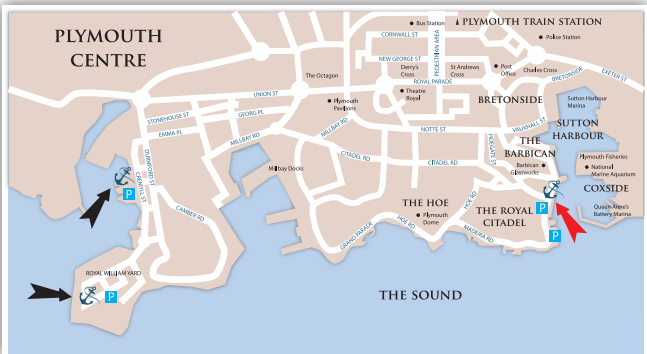 PLYMOUTH
CENTRE
Bus Station
PLYMOUTH TRAIN STATION
CORNWALL ST
PEDESTRIAN AREA
Police Station
NEW GEORGE ST
Derry's
Cross
St Andrews
Cross
Post
Office
Charles Cross
The Octagon
ROYAL PARADE
BRETONSIDE
EXETER ST
UNION ST
Theatre
Royal
Plymouth
Pavilions
BRETONSIDE
Sutton Harbour
Marina
STONEHOUSE ST
GEORGE PL
EMMA PL
MILLBAY RD
MILLBAY RD
NOTTE ST
VAUXHALL ST
SUTTON
HARBOUR
HOEGATE ST
THE
BARBICAN
Barbican
Glassworks
Plymouth Fisheries
National
Marine Aquarium
COXSIDE
Queen Anne's
Battery Marina
DURNFORD ST
CREMYLL ST
CITADEL RD
CITADEL RD
Millbay Docks
P
CAMBER RD
THE HOE
Plymouth
Dome
HOE RD
THE ROYAL
CITADEL
P
P
GRAND PARADE
MADEIRA RD
ROYAL WILLIAM YARD
P
THE SOUND